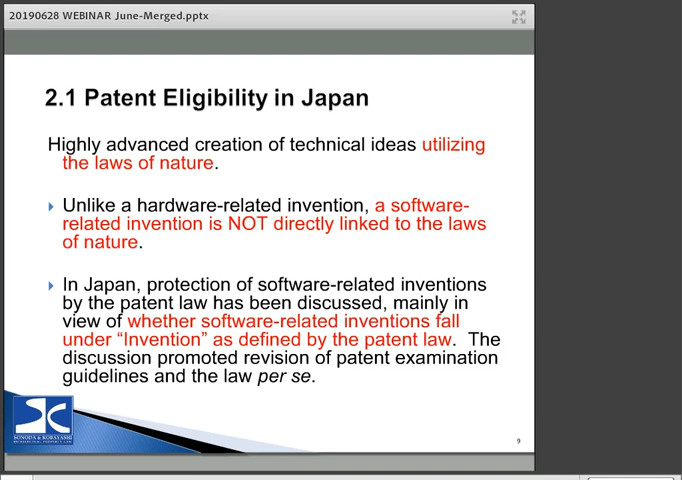 20190628 WEBINAR June-Merged.pptx
2.1 Patent Eligibility in Japan
Highly advanced creation of technical ideas utilizing
the laws of nature.
Unlike a hardware-related invention, a software-
related invention is NOT directly linked to the laws
of nature.
In Japan, protection of software-related inventions
by the patent law has been discussed, mainly in
view of whether software-related inventions fall
under “Invention” as defined by the patent law. The
discussion promoted revision of patent examination
guidelines and the law per se.
SONODA & KOBAYASHI
9